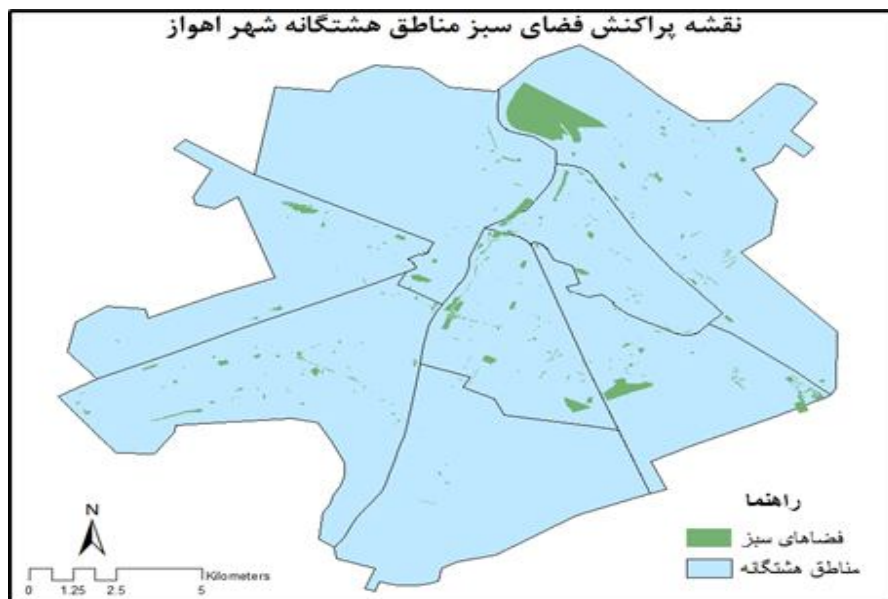 نقشه پراکنش فضای سبز مناطق هشتگانه شهر اهواز
راهنما
فضاهای سبز
مناطق هشتگانه
N
Kilometers
0 1.25 2.5 5